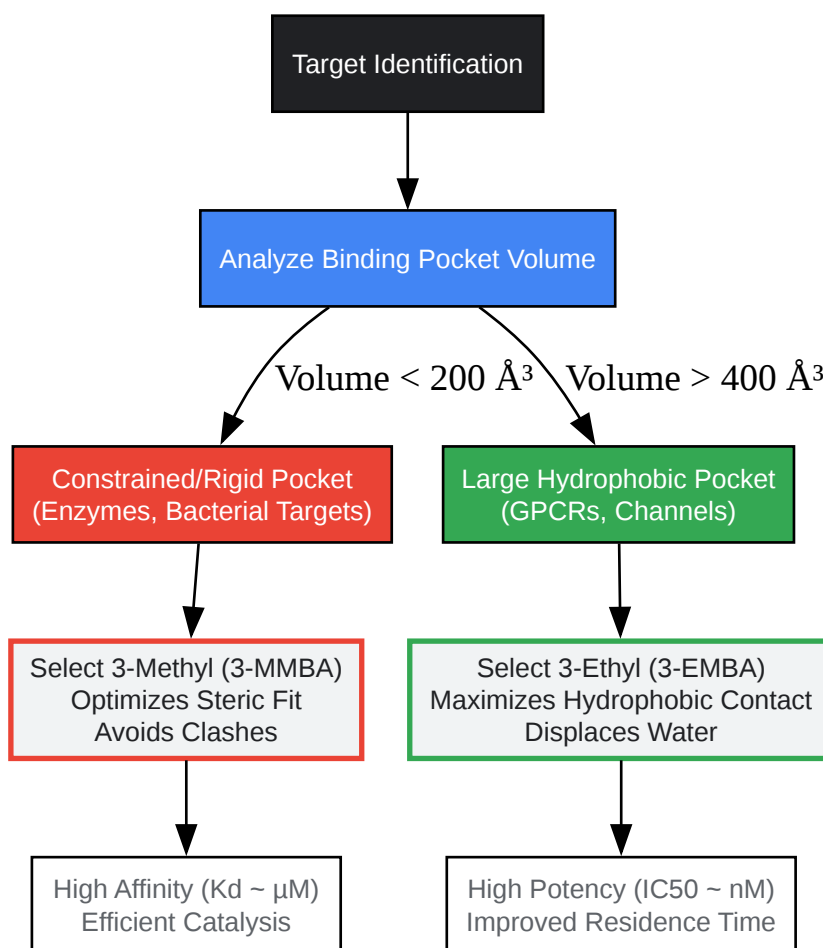 Target Identification
Analyze Binding Pocket Volume
Volume < 200 Å³
Volume > 400 Å³
Constrained/Rigid Pocket
(Enzymes, Bacterial Targets)
Large Hydrophobic Pocket
(GPCRs, Channels)
Select 3-Methyl (3-MMBA)
Optimizes Steric Fit
Avoids Clashes
Select 3-Ethyl (3-EMBA)
Maximizes Hydrophobic Contact
Displaces Water
High Affinity (Kd ~ µM)
Efficient Catalysis
High Potency (IC50 ~ nM)
Improved Residence Time